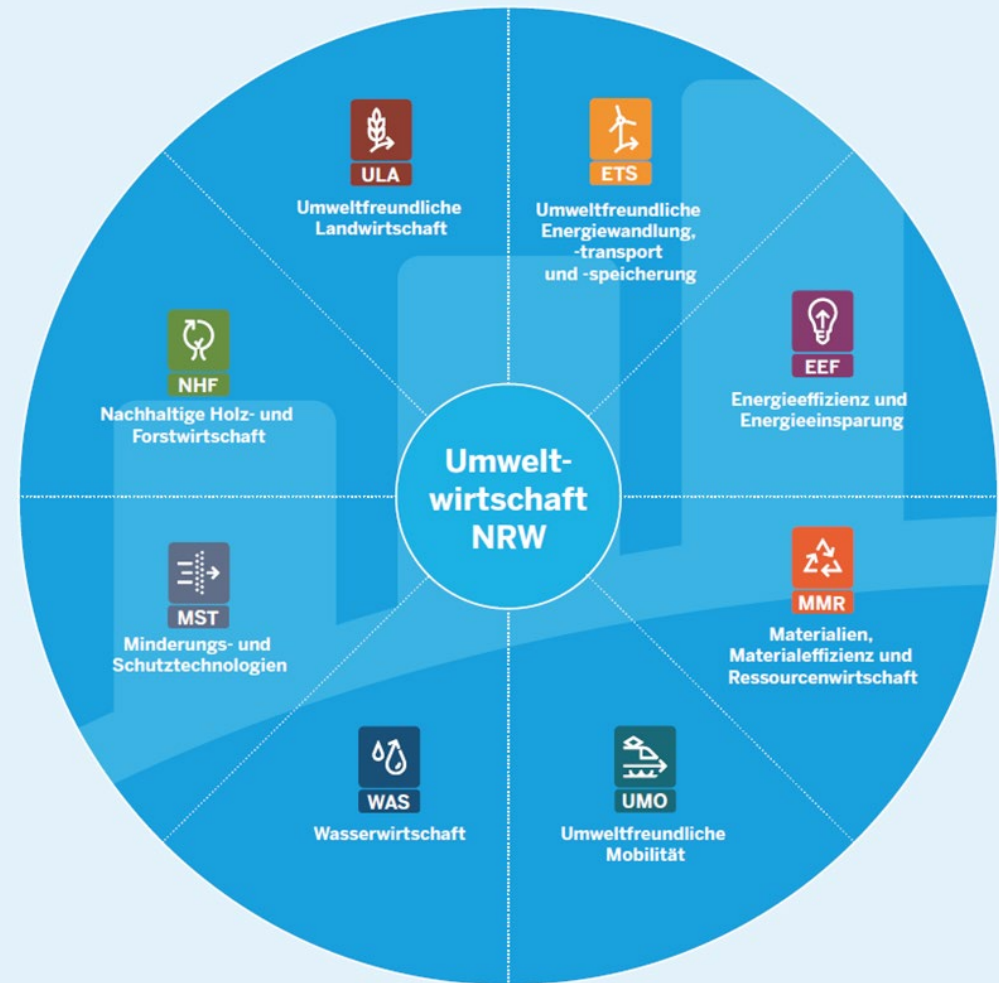 ULA
Umweltfreundliche
Landwirtschaft
ETS
Umweltfreundliche
Energiewandlung,
-transport
und -speicherung
EEF
Energieeffizienz und
Energieeinsparung
MMR
Materialien,
Materialeffizienz und
Ressourcenwirtschaft
UMO
Umweltfreundliche
Mobilität
WAS
Wasserwirtschaft
MST
Minderungs- und
Schutztechnologien
NHF
Nachhaltige Holz- und
Forstwirtschaft
Umwelt-
wirtschaft
NRW